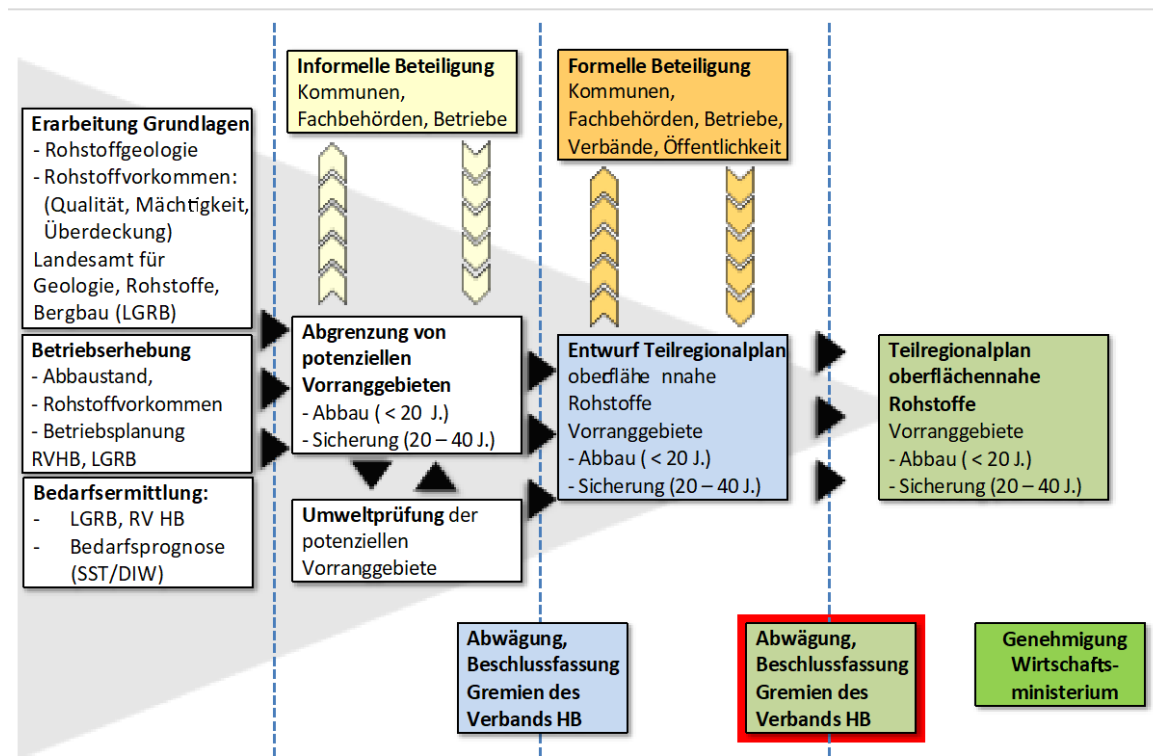 Informelle Beteiligung
Kommunen,
Fachbehörden, Betriebe
Formelle Beteiligung
Kommunen,
Fachbehörden, Betriebe,
Verbände, Öffentlichkeit
Erarbeitung Grundlagen
- Rohstoffgeologie
- Rohstoffvorkommen:
(Qualität, Mächtigkeit,
Überdeckung)
Landesamt für
Geologie, Rohstoffe,
Bergbau (LGRB)
Betriebserhebung
- Abbaustand,
- Rohstoffvorkommen
- Betriebsplanung
RVHB, LGRB
Bedarfsermittlung:
- LGRB, RV HB
- Bedarfsprognose
(SST/DIW)
Abgrenzung von
potenziellen
Vorranggebieten
- Abbau ( < 20 J.)
- Sicherung (20 – 40 J.)
Umweltprüfung der
potenziellen
Vorranggebiete
Entwurf Teilregionalplan
oberflähe nnahe
Rohstoffe
Vorranggebiete
- Abbau ( < 20 J.)
- Sicherung (20 – 40 J.)
Teilregionalplan
oberflächennahe
Rohstoffe
Vorranggebiete
- Abbau ( < 20 J.)
- Sicherung (20 – 40 J.)
Abwägung,
Beschlussfassung
Gremien des
Verbands HB
Abwägung,
Beschlussfassung
Gremien des
Verbands HB
Genehmigung
Wirtschafts-
ministerium